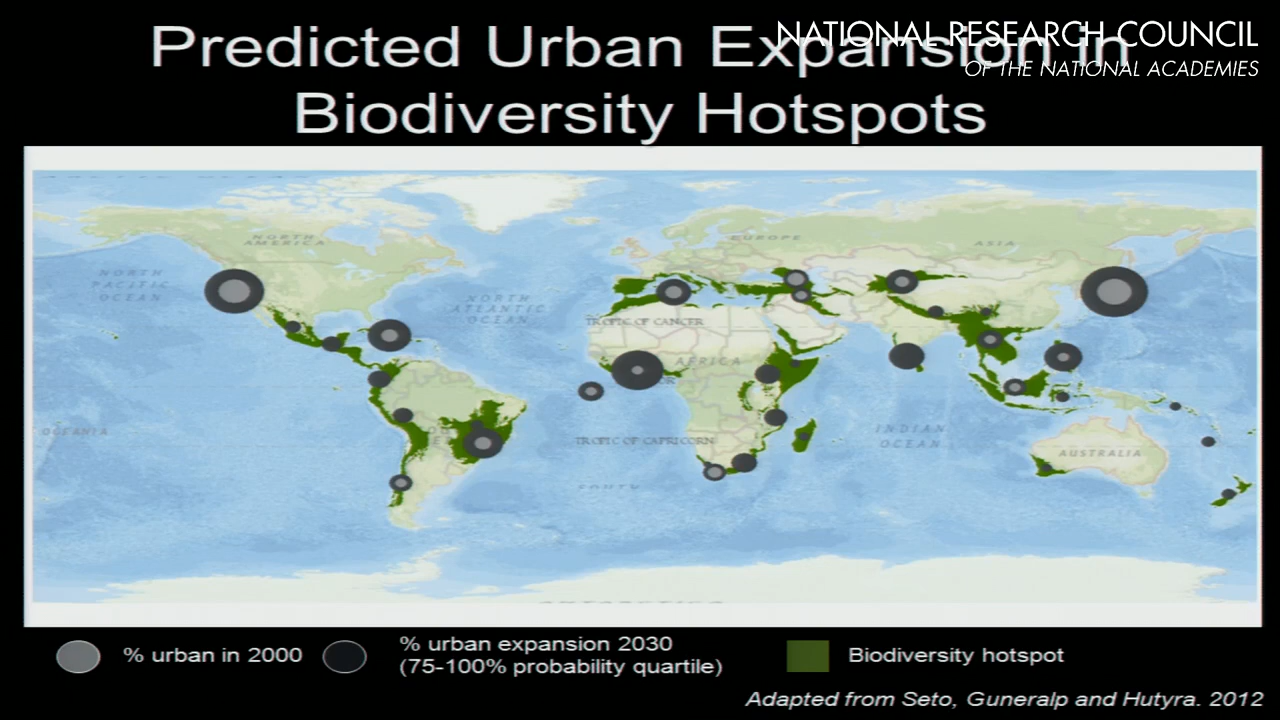 Predicted Urban Expansion in
NATIONAL RESEARCH COUNCIL
OF THE NATIONAL ACADEMIES
Biodiversity Hotspots
NORTH
AMERICA
EUROPE
ASIA
NORTH
PACIFIC
OCEAN
NORTH
ATLANTIC
OCEAN
TROPIC OF CANCER
AFRICA
OCEANIA
TROPIC OF CAPRICORN
INDIAN
OCEAN
AUSTRALIA
SOUTH
ANTARCTICA
% urban in 2000
% urban expansion 2030
(75-100% probability quartile)
Biodiversity hotspot
Adapted from Seto, Guneralp and Hutyra. 2012